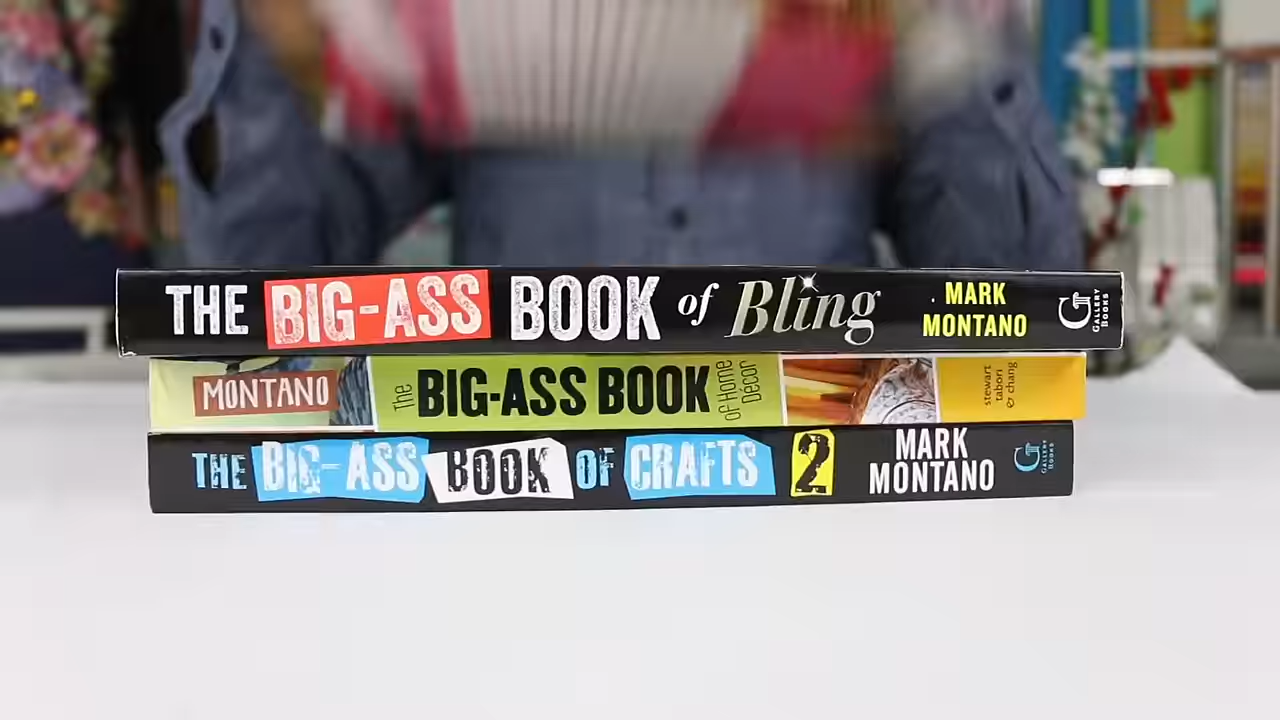 THE BIG-ASS BOOK of Bling
MARK
MONTANO
G
GALLERY
BOOKS
MONTANO
The
BIG-ASS BOOK
of Home
Décor
stewart
tabori
& chang
THE BIG-ASS BOOK OF CRAFTS 2
MARK
MONTANO
G
GALLERY
BOOKS